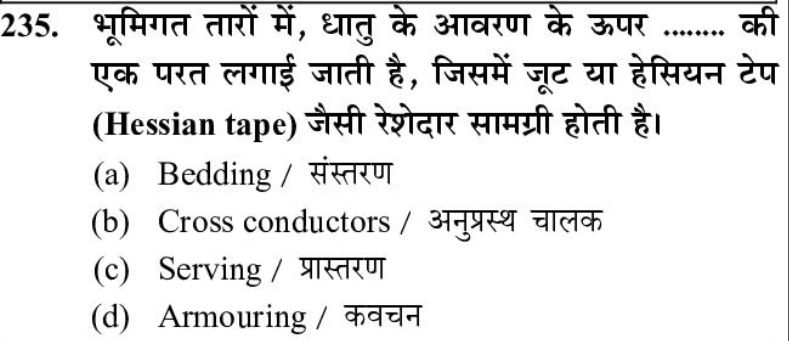 235. भूमिगत तारों में, धातु के आवरण के ऊपर ........ की
एक परत लगाई जाती है, जिसमें जूट या हेसियन टेप
(Hessian tape) जैसी रेशेदार सामग्री होती है।
(a) Bedding / संस्तरण
(b) Cross conductors / अनुप्रस्थ चालक
(c) Serving / प्रास्तरण
(d) Armouring / कवचन